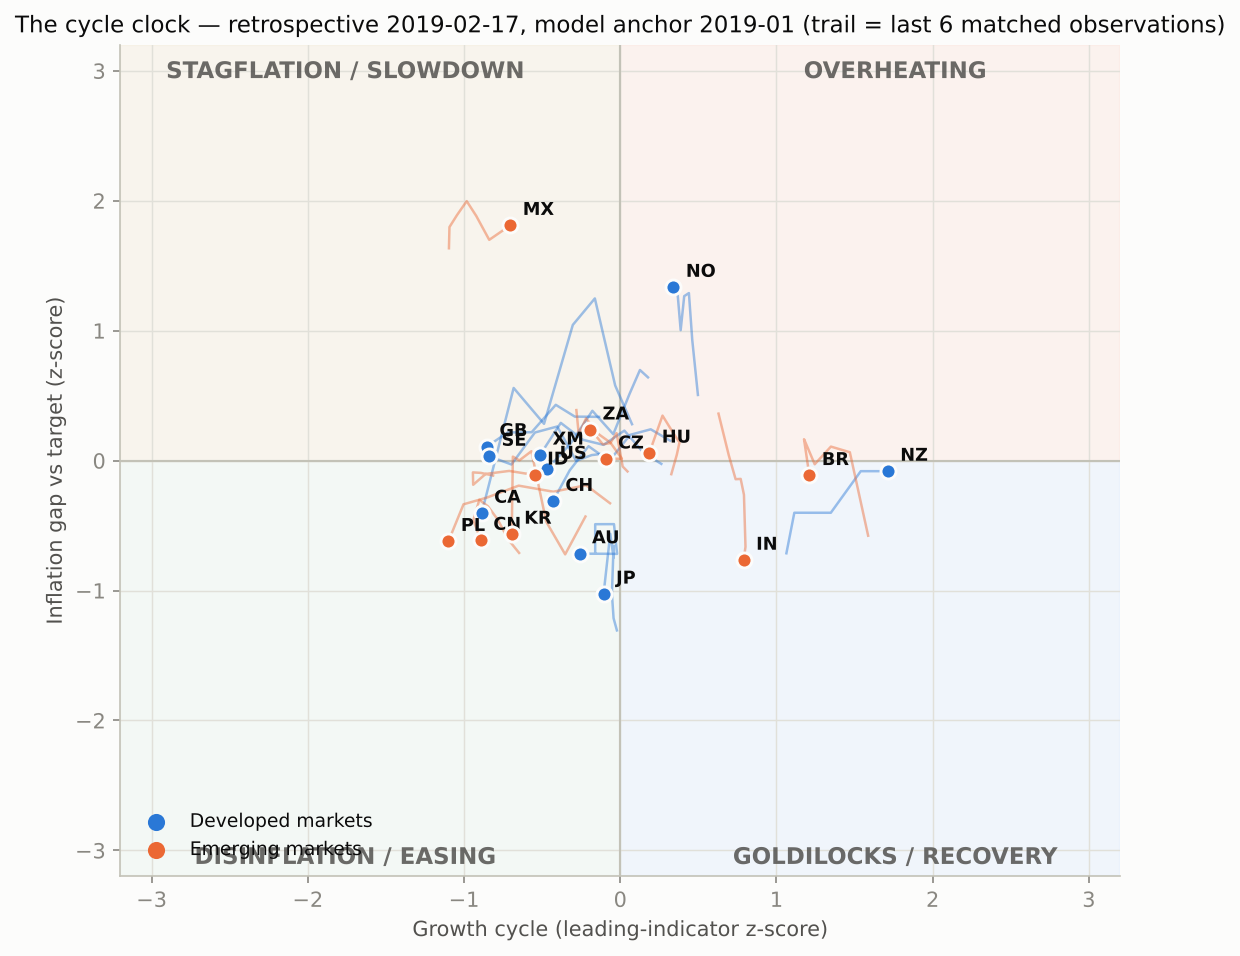 The cycle clock — retrospective 2019-02-17, model anchor 2019-01 (trail = last 6 matched observations)
STAGFLATION / SLOWDOWN
OVERHEATING
MX
NO
ZA
GB
SE
XM
CZ
HU
US
ID
BR
NZ
CH
CA
KR
PL
CN
AU
IN
JP
Developed markets
Emerging markets
DISINFLATION / EASING
GOLDILOCKS / RECOVERY
3
2
1
0
−1
−2
−3
−3
−2
−1
0
1
2
3
Inflation gap vs target (z-score)
Growth cycle (leading-indicator z-score)